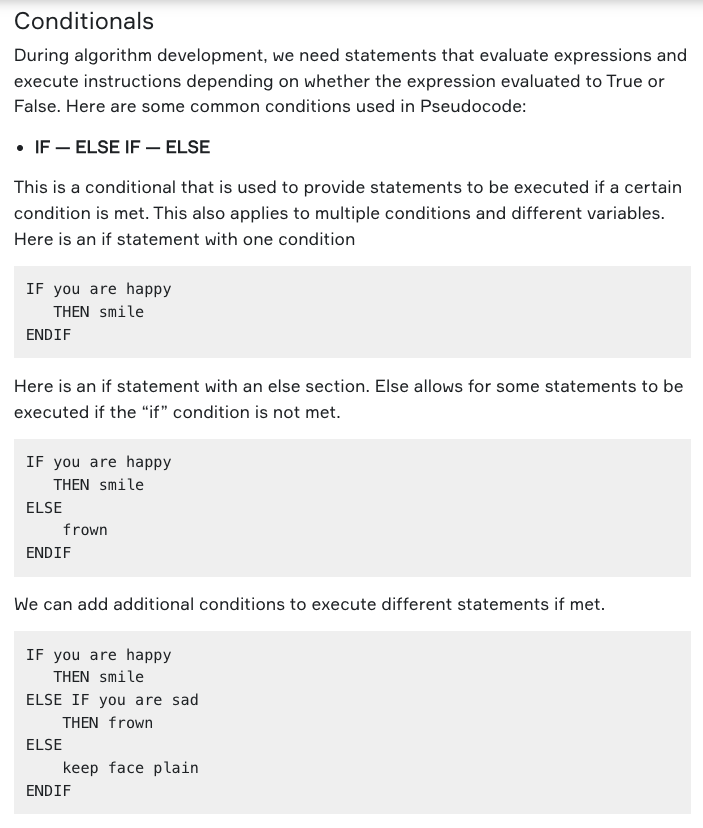 Conditionals
During algorithm development, we need statements that evaluate expressions and
execute instructions depending on whether the expression evaluated to True or
False. Here are some common conditions used in Pseudocode:
• IF — ELSE IF — ELSE
This is a conditional that is used to provide statements to be executed if a certain
condition is met. This also applies to multiple conditions and different variables.
Here is an if statement with one condition
IF you are happy
   THEN smile
ENDIF
Here is an if statement with an else section. Else allows for some statements to be
executed if the “if” condition is not met.
IF you are happy
   THEN smile
ELSE
    frown
ENDIF
We can add additional conditions to execute different statements if met.
IF you are happy
   THEN smile
ELSE IF you are sad
    THEN frown
ELSE
    keep face plain
ENDIF